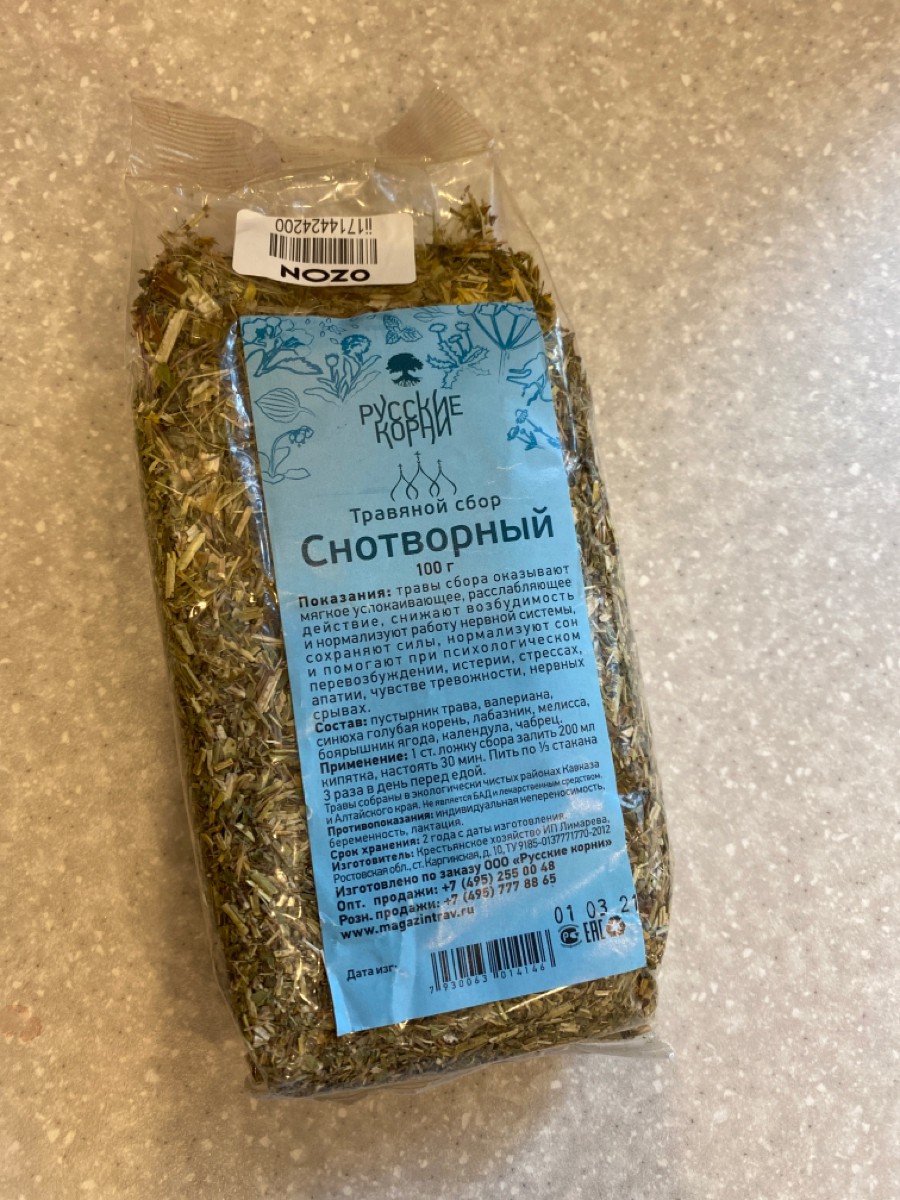 ii1714424200
OZON
РУССКИЕ
КОРНИ
Травяной сбор
Снотворный
100 г
Показания: травы сбора оказывают
мягкое успокаивающее, расслабляющее
действие, снижают возбудимость
и нормализуют работу нервной системы,
сохраняют силы, нормализуют сон
и помогают при психологическом
перевозбуждении, истерии, стрессах,
апатии, чувстве тревожности, нервных
срывах.
Состав: пустырник трава, валериана,
синюха голубая корень, лабазник, мелисса,
боярышник ягода, календула, чабрец.
Применение: 1 ст. ложку сбора залить 200 мл
кипятка, настоять 30 мин. Пить по ⅓ стакана
3 раза в день перед едой.
Травы собраны в экологически чистых районах Кавказа
и Алтайского края. Не является БАД и лекарственным средством.
Противопоказания: индивидуальная непереносимость,
беременность, лактация.
Срок хранения: 2 года с даты изготовления.
Изготовитель: Крестьянское хозяйство ИП Лимарева,
Ростовская обл., ст. Каргинская, д. 10, ТУ 9185-0137771770-2012
Изготовлено по заказу ООО «Русские корни»
Опт. продажи: +7 (495) 255 00 48
Розн. продажи: +7 (495) 777 88 65
www.magazintrav.ru
01 03 21
РС EAC
Дата изг.
7 930063 014146